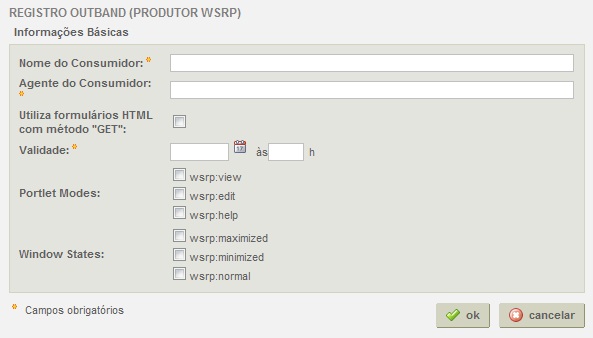 REGISTRO OUTBAND (PRODUTOR WSRP)
Informações Básicas
Nome do Consumidor: *
Agente do Consumidor:
*
Utiliza formulários HTML
com método "GET":
Validade: * às h
wsrp:view
Portlet Modes: wsrp:edit
wsrp:help
wsrp:maximized
Window States: wsrp:minimized
wsrp:normal
* Campos obrigatórios
ok cancelar